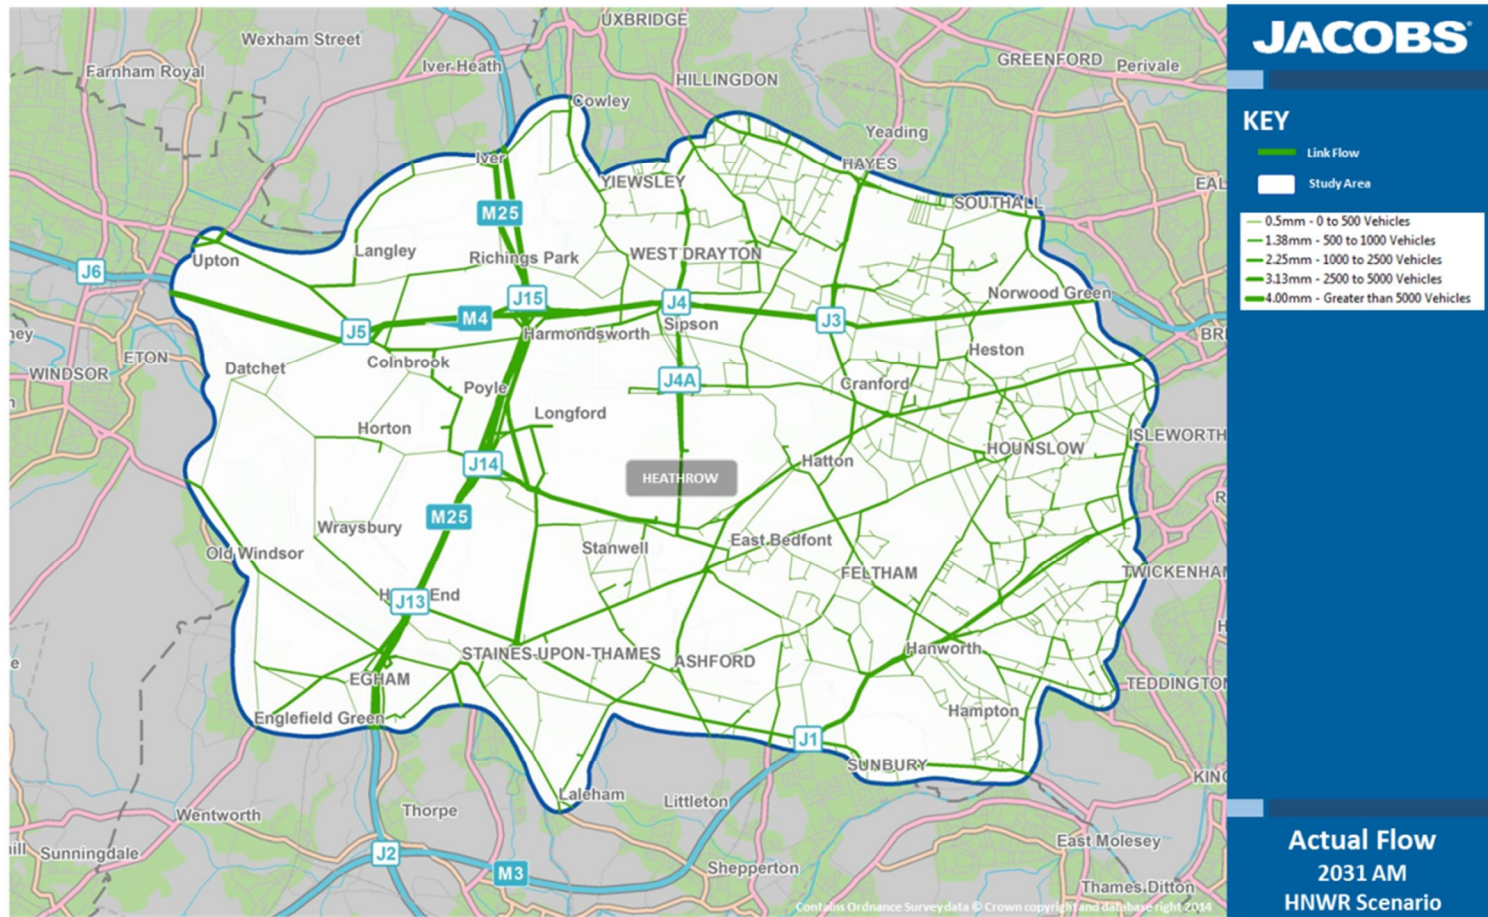 UXBRIDGE
Wexham Street
Farnham Royal
Iver Heath
HILLINGDON
GREENFORD
Perivale
Cowley
Yeading
Iver
HAYES
YIEWSLEY
SOUTHALL
M25
Langley
Upton
Richings Park
WEST DRAYTON
J6
J15
J4
Norwood Green
M4
J5
Harmondsworth
Sipson
J3
ETON
Colnbrook
Heston
WINDSOR
Datchet
Poyle
J4A
Cranford
Longford
Horton
ISLEWORTH
HOUNSLOW
J14
Hatton
HEATHROW
M25
Wraysbury
Old Windsor
Stanwell
East Bedfont
FELTHAM
J13
End
STAINES-UPON-THAMES
ASHFORD
Hanworth
EGHAM
Englefield Green
Hampton
J1
SUNBURY
Laleham
Littleton
Wentworth
Thorpe
Sunningdale
J2
M3
Shepperton
East Molesey
Thames Ditton
Contains Ordnance Survey data © Crown copyright and database right 2014
JACOBS
KEY
Link Flow
Study Area
0.5mm - 0 to 500 Vehicles
1.38mm - 500 to 1000 Vehicles
2.25mm - 1000 to 2500 Vehicles
3.13mm - 2500 to 5000 Vehicles
4.00mm - Greater than 5000 Vehicles
Actual Flow
2031 AM
HNWR Scenario